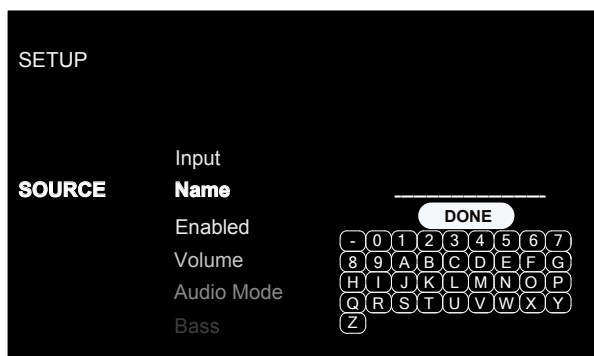 SETUP
Input
SOURCE Name ______________
DONE
Enabled
- 0 1 2 3 4 5 6 7
Volume
8 9 A B C D E F G
H I J K L M N O P
Audio Mode
Q R S T U V W X Y
Z
Bass